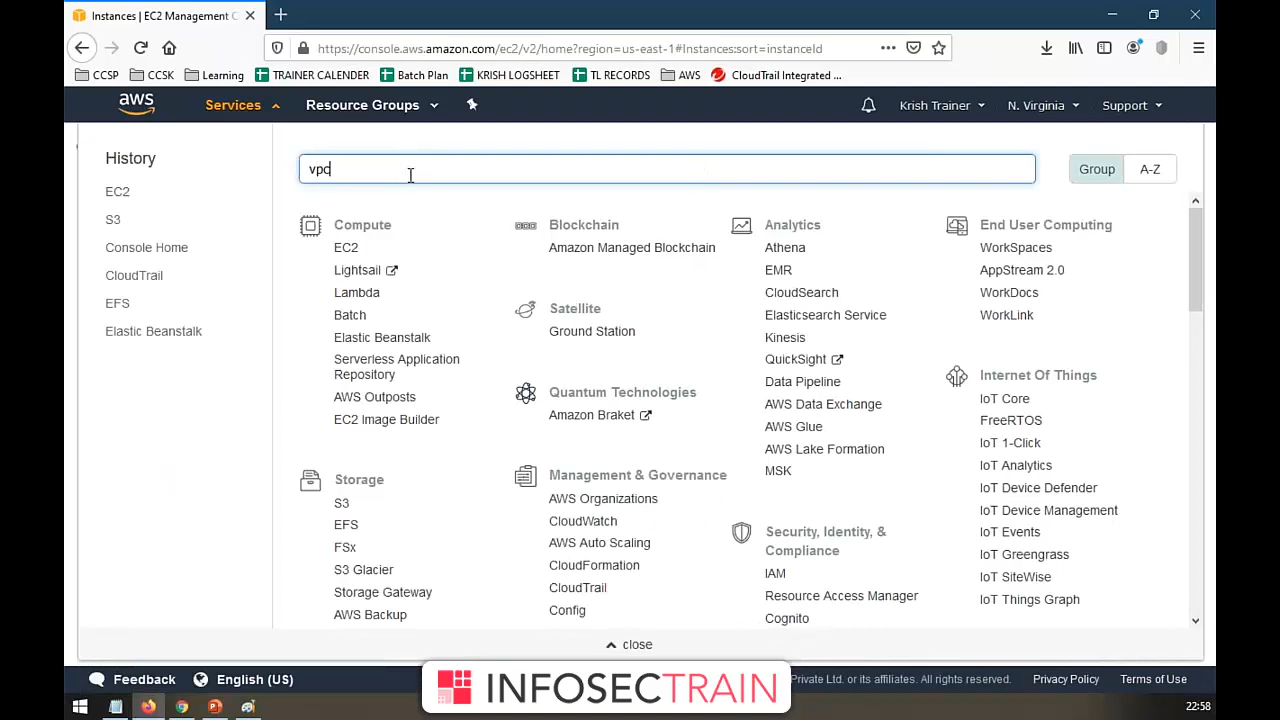 Instances | EC2 Management C
https://console.aws.amazon.com/ec2/v2/home?region=us-east-1#Instances:sort=instanceId
CCSP
CCSK
Learning
TRAINER CALENDER
Batch Plan
KRISH LOGSHEET
TL RECORDS
AWS
CloudTrail Integrated ...
aws
Services
Resource Groups
Krish Trainer
N. Virginia
Support
History
EC2
S3
Console Home
CloudTrail
EFS
Elastic Beanstalk
vpc
Group
A-Z
Compute
EC2
Lightsail
Lambda
Batch
Elastic Beanstalk
Serverless Application
Repository
AWS Outposts
EC2 Image Builder
Storage
S3
EFS
FSx
S3 Glacier
Storage Gateway
AWS Backup
Blockchain
Amazon Managed Blockchain
Satellite
Ground Station
Quantum Technologies
Amazon Braket
Management & Governance
AWS Organizations
CloudWatch
AWS Auto Scaling
CloudFormation
CloudTrail
Config
Analytics
Athena
EMR
CloudSearch
Elasticsearch Service
Kinesis
QuickSight
Data Pipeline
AWS Data Exchange
AWS Glue
AWS Lake Formation
MSK
Security, Identity, &
Compliance
IAM
Resource Access Manager
Cognito
End User Computing
WorkSpaces
AppStream 2.0
WorkDocs
WorkLink
Internet Of Things
IoT Core
FreeRTOS
IoT 1-Click
IoT Analytics
IoT Device Defender
IoT Device Management
IoT Events
IoT Greengrass
IoT SiteWise
IoT Things Graph
close
Feedback
English (US)
Private Ltd. or its affiliates. All rights reserved.
Privacy Policy
Terms of Use
INFOSECTRAIN
22:58